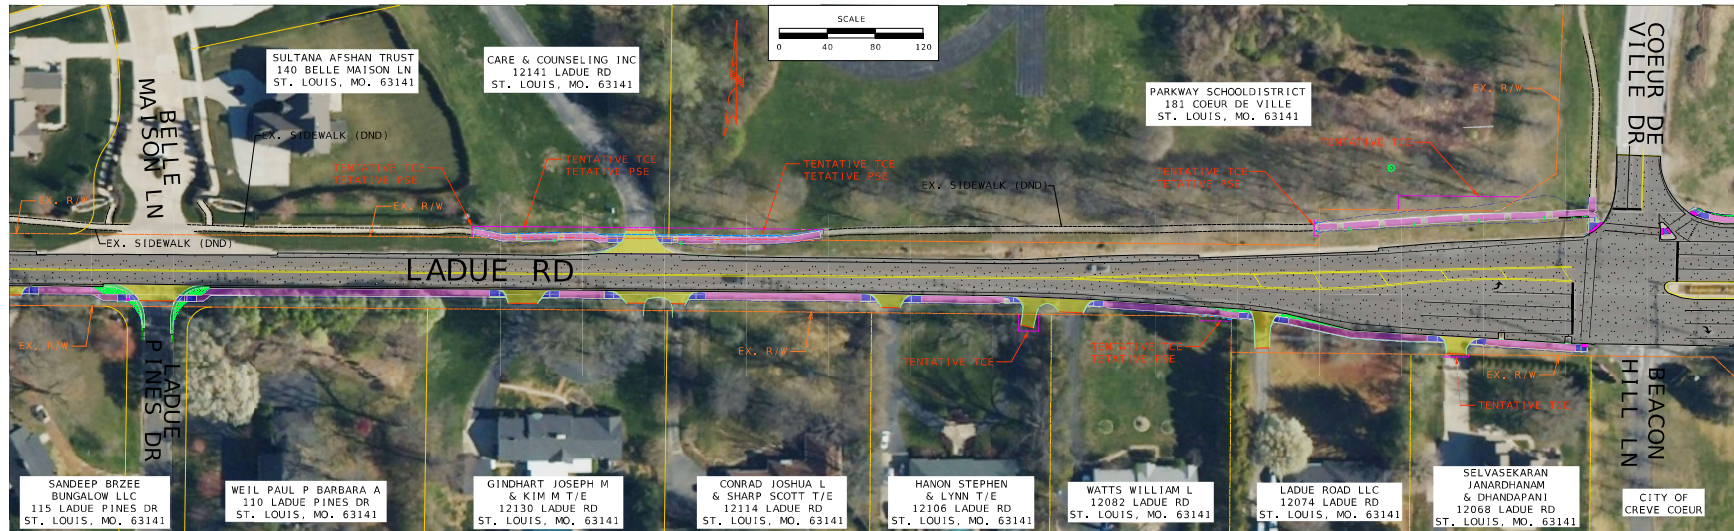 SCALE
0 40 80 120
SULTANA AFSHAN TRUST
140 BELLE MAISON LN
ST. LOUIS, MO. 63141
CARE & COUNSELING INC
12141 LADUE RD
ST. LOUIS, MO. 63141
PARKWAY SCHOOLDISTRICT
181 COEUR DE VILLE
ST. LOUIS, MO. 63141
COEUR DE
VILLE DR
BELLE
MAISON LN
EX. R/W
EX. SIDEWALK (DND)
TENTATIVE TCE
TETATIVE PSE
TENTATIVE TCE
TETATIVE PSE
TENTATIVE TCE
TETATIVE PSE
TENTATIVE TCE
TENTATIVE TCE
TETATIVE PSE
EX. SIDEWALK (DND)
EX. R/W
EX. R/W
EX. SIDEWALK (DND)
LADUE RD
EX. R/W
EX. R/W
TENTATIVE TCE
TENTATIVE TCE
TETATIVE PSE
EX. R/W
TENTATIVE TCE
LADUE
PINES DR
BEACON
HILL LN
SANDEEP BRZEE
BUNGALOW LLC
115 LADUE PINES DR
ST. LOUIS, MO. 63141
WEIL PAUL P BARBARA A
110 LADUE PINES DR
ST. LOUIS, MO. 63141
GINDHART JOSEPH M
& KIM M T/E
12130 LADUE RD
ST. LOUIS, MO. 63141
CONRAD JOSHUA L
& SHARP SCOTT T/E
12114 LADUE RD
ST. LOUIS, MO. 63141
HANON STEPHEN
& LYNN T/E
12106 LADUE RD
ST. LOUIS, MO. 63141
WATTS WILLIAM L
12082 LADUE RD
ST. LOUIS, MO. 63141
LADUE ROAD LLC
12074 LADUE RD
ST. LOUIS, MO. 63141
SELVASEKARAN
JANARDHANAM
& DHANDAPANI
12068 LADUE RD
ST. LOUIS, MO. 63141
CITY OF
CREVE COEUR